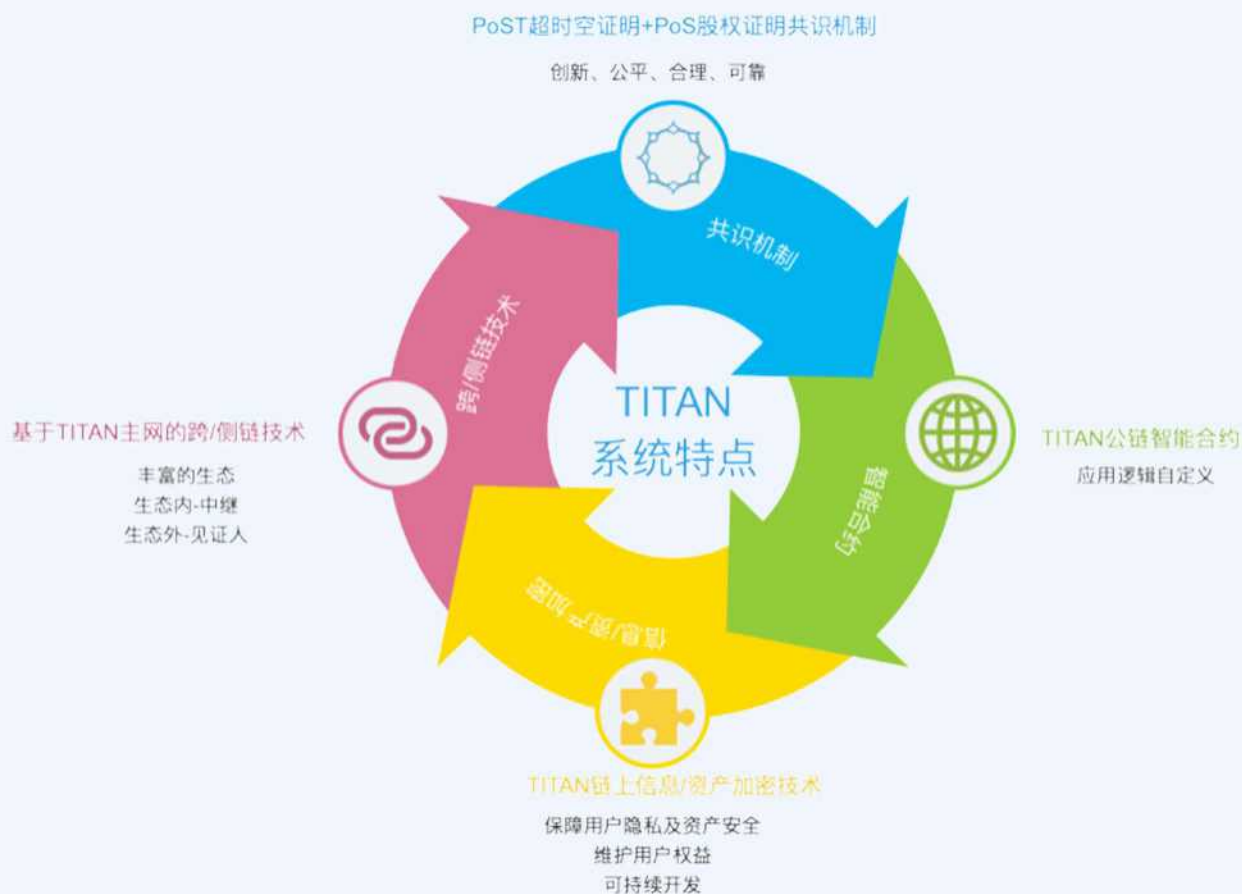 PoST超时空证明+PoS股权证明共识机制
创新、公平、合理、可靠
共识机制
跨/侧链技术
TITAN
系统特点
基于TITAN主网的跨/侧链技术
丰富的生态
生态内-中继
生态外-见证人
TITAN公链智能合约
应用逻辑自定义
智能合约
信息/资产加密
TITAN链上信息/资产加密技术
保障用户隐私及资产安全
维护用户权益
可持续开发